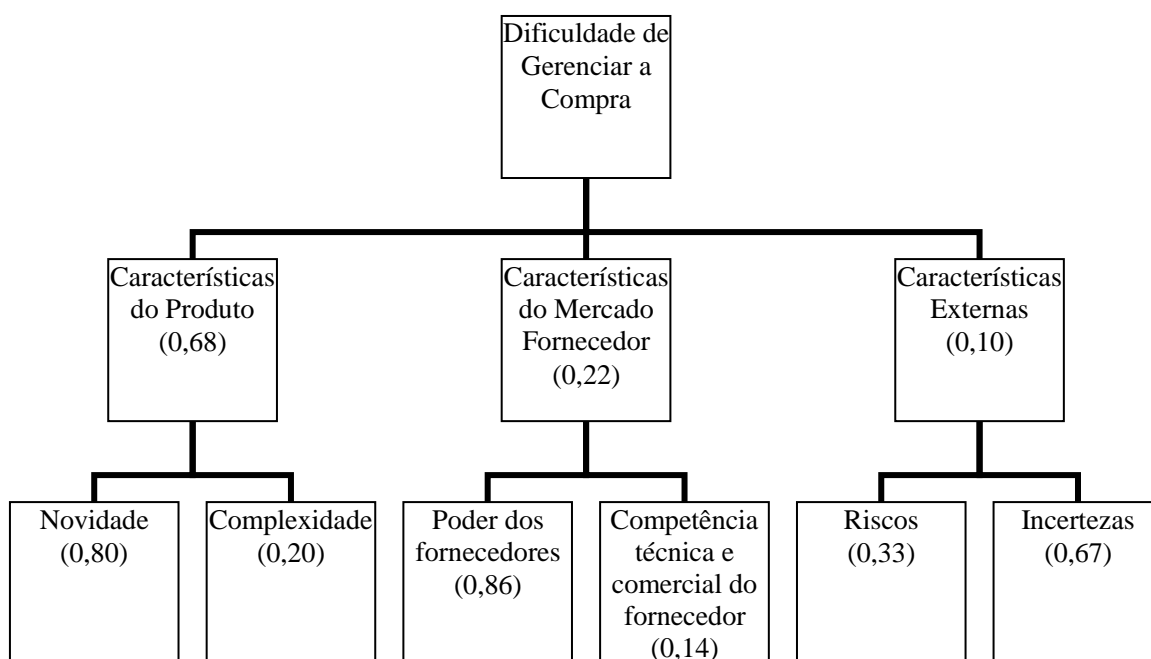 Dificuldade de
Gerenciar a
Compra
Características
do Produto
(0,68)
Características
do Mercado
Fornecedor
(0,22)
Características
Externas
(0,10)
Novidade
(0,80)
Complexidade
(0,20)
Poder dos
fornecedores
(0,86)
Competência
técnica e
comercial do
fornecedor
(0,14)
Riscos
(0,33)
Incertezas
(0,67)